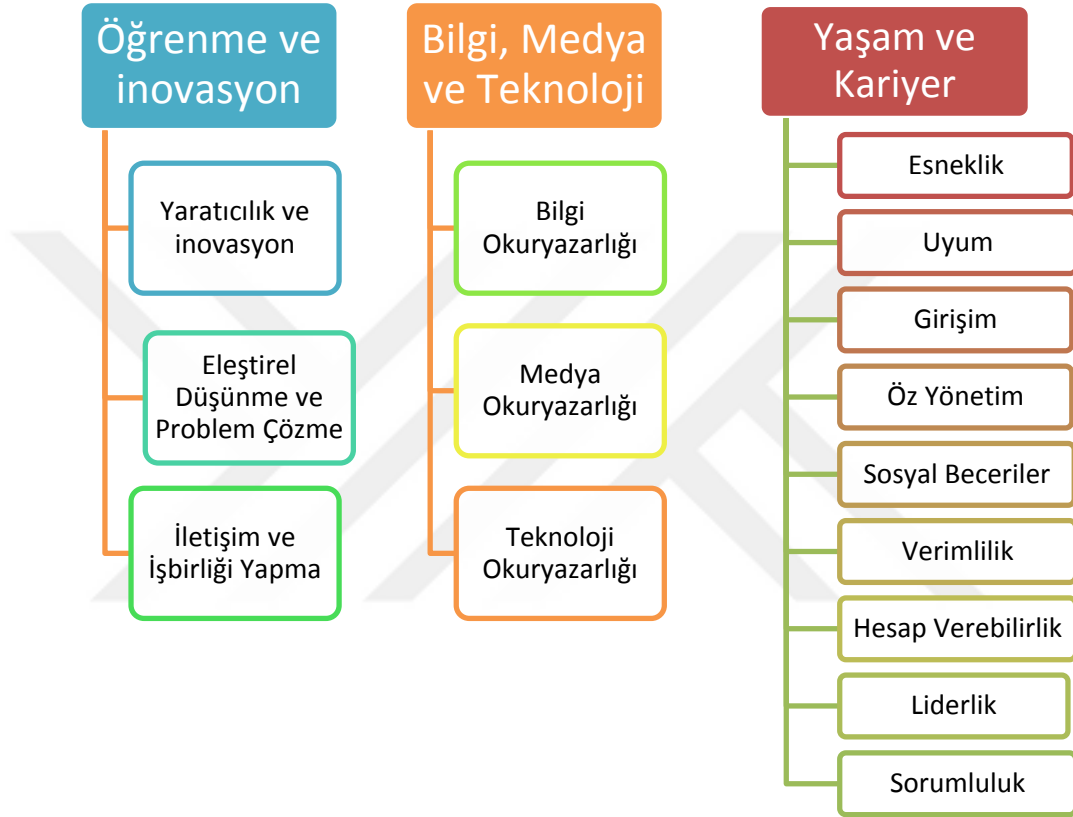 Öğrenme ve
inovasyon
Yaratıcılık ve
inovasyon
Eleştirel
Düşünme ve
Problem Çözme
İletişim ve
İşbirliği Yapma
Bilgi, Medya
ve Teknoloji
Bilgi
Okuryazarlığı
Medya
Okuryazarlığı
Teknoloji
Okuryazarlığı
Yaşam ve
Kariyer
Esneklik
Uyum
Girişim
Öz Yönetim
Sosyal Beceriler
Verimlilik
Hesap Verebilirlik
Liderlik
Sorumluluk